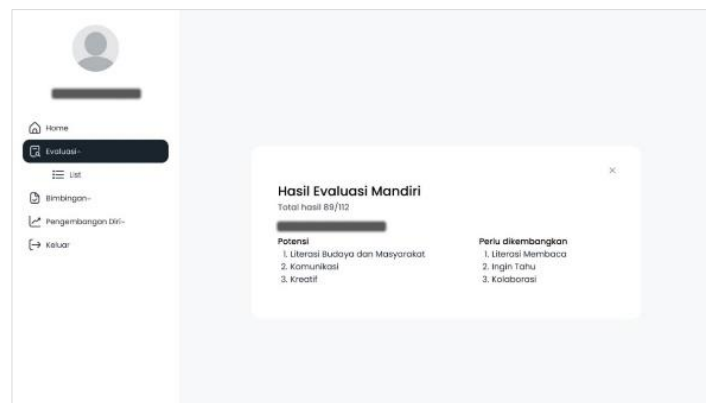 Home
Evaluasi-
List
Bimbingan-
Pengembangan Diri-
Keluar
Hasil Evaluasi Mandiri
Total hasil 89/112
Potensi
1. Literasi Budaya dan Masyarakat
2. Komunikasi
3. Kreatif
Perlu dikembangkan
1. Literasi Membaca
2. Ingin Tahu
3. Kolaborasi